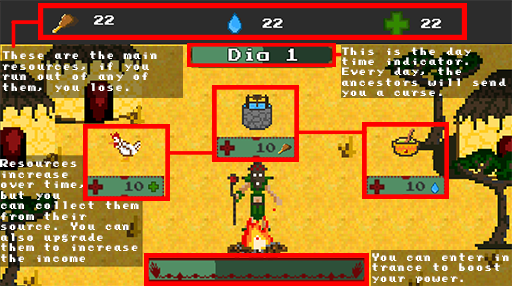 22 22 22
These are the main
resources, if you
run out of any of
them, you lose.
Dia 1
This is the day
time indicator.
Every day, the
ancestors will send
you a curse.
10
10
10
Resources
increase
over time,
but you
can collect them
from their
source. You can
also upgrade
them to increase
the income
You can enter in
trance to boost
your power.